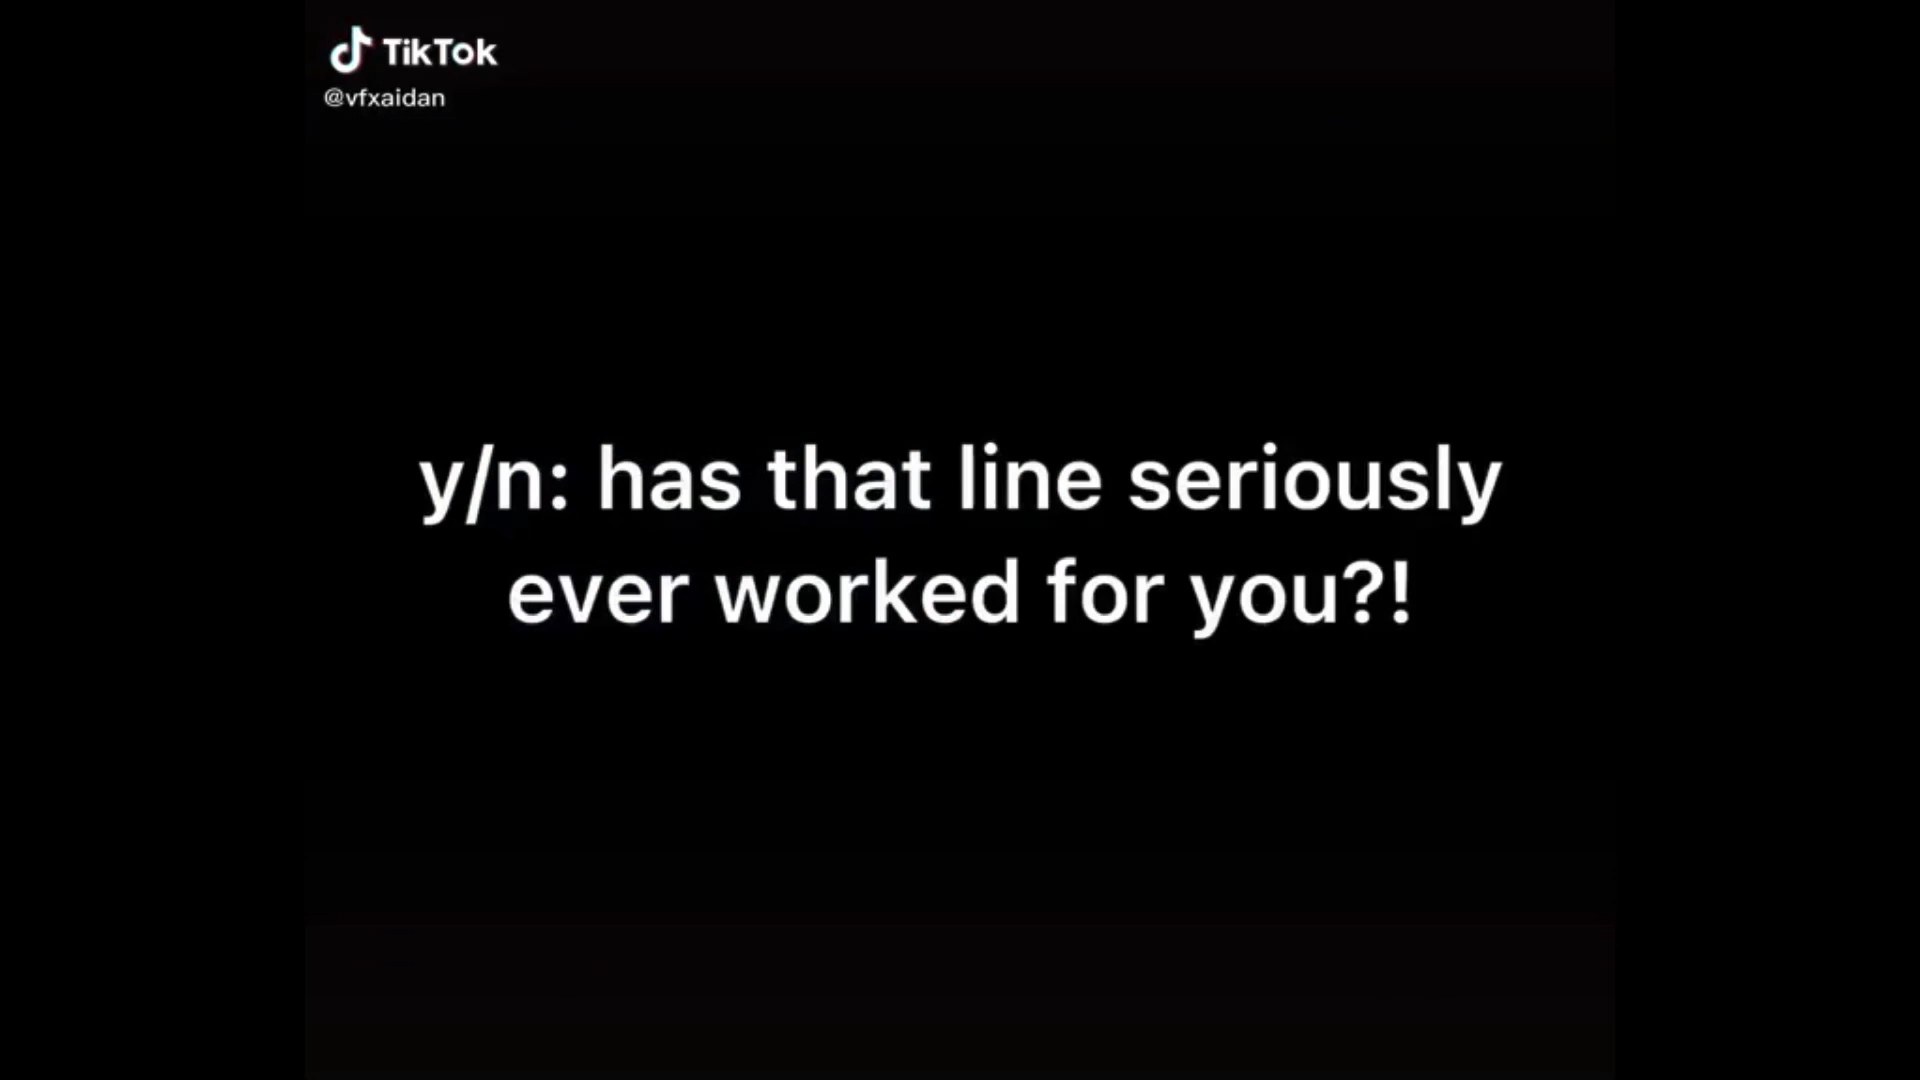 TikTok
@vfxaidan
y/n: has that line seriously
ever worked for you?!